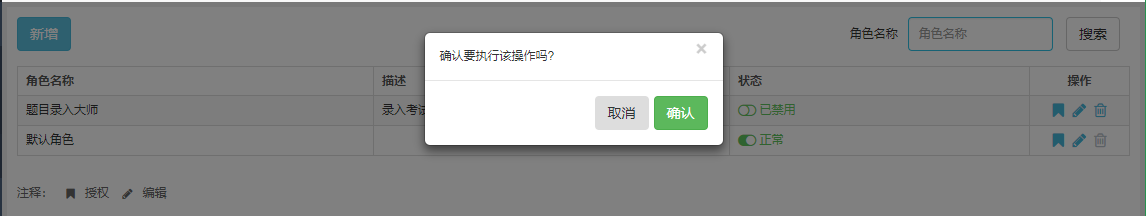 新增
角色名称 角色名称 搜索
确认要执行该操作吗? ×
取消 确认
角色名称 描述 状态 操作
题目录入大师 录入考试 已禁用
默认角色 正常
注释: 授权 编辑